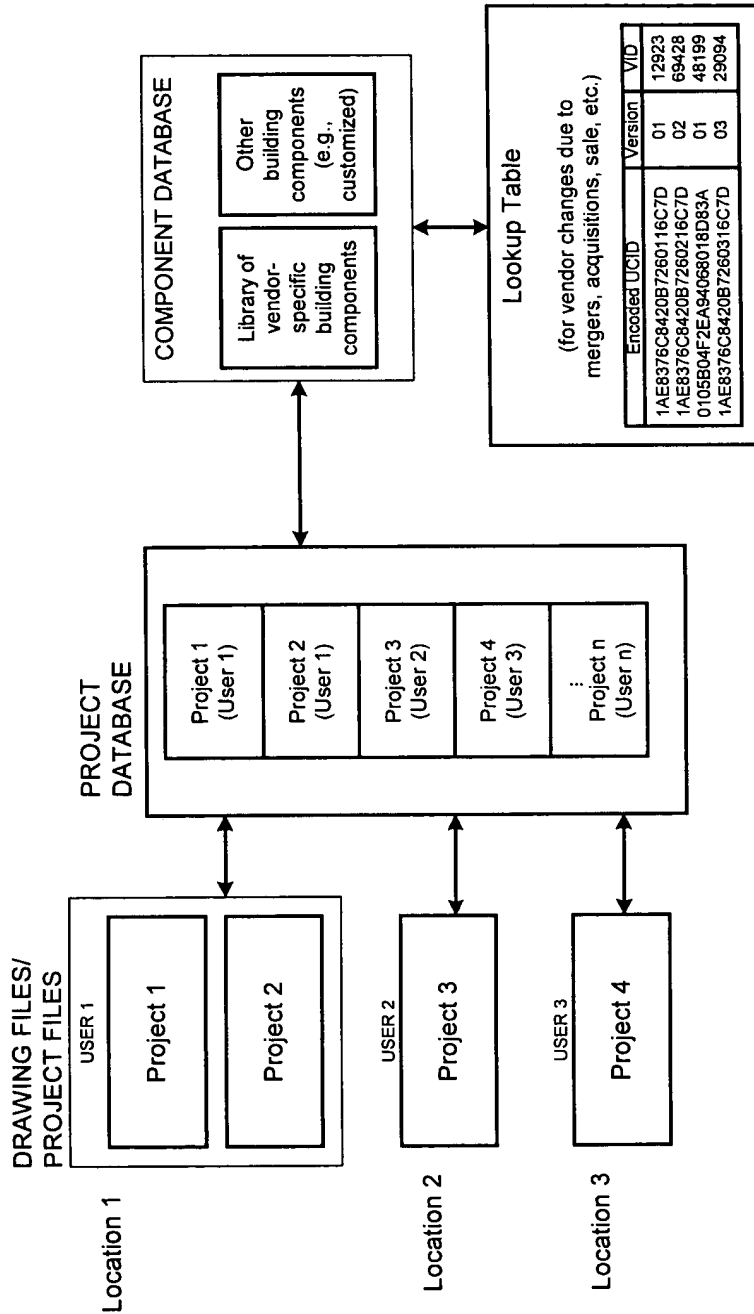 DRAWING FILES/
PROJECT FILES
Location 1
USER 1
Project 1
Project 2
Location 2
USER 2
Project 3
Location 3
USER 3
Project 4
PROJECT
DATABASE
Project 1
(User 1)
Project 2
(User 1)
Project 3
(User 2)
Project 4
(User 3)
⋮
Project n
(User n)
COMPONENT DATABASE
Library of
vendor-
specific
building
components
Other
building
components
(e.g.,
customized)
Lookup Table
(for vendor changes due to
mergers, acquisitions, sale, etc.)
Encoded UCID Version VID
1AE8376C8420B7260116C7D 01 12923
1AE8376C8420B7260216C7D 02 69428
0105B04F2EA94068018D83A 01 48199
1AE8376C8420B7260316C7D 03 29094